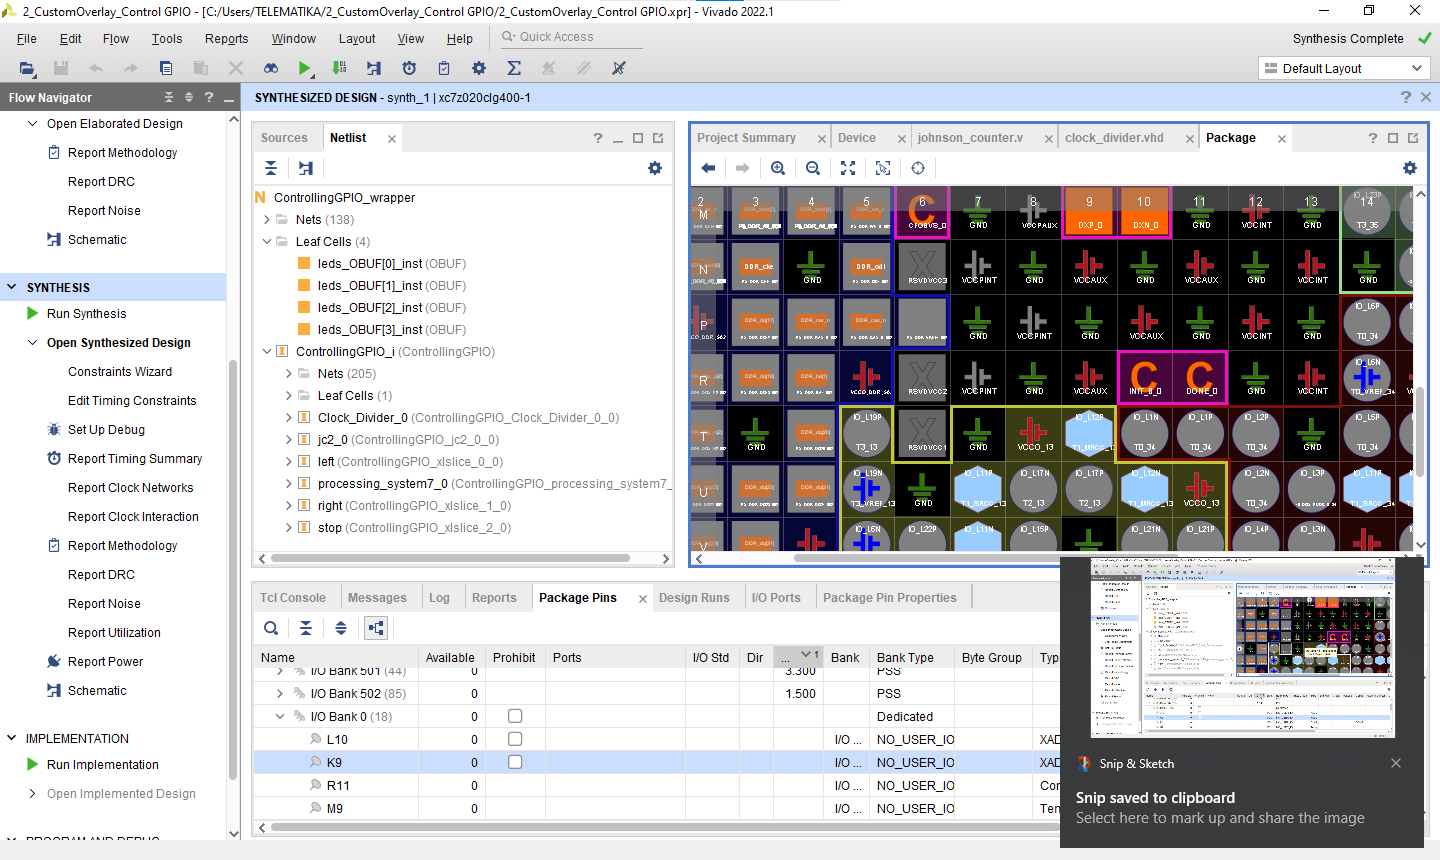 2_CustomOverlay_Control GPIO - [C:/Users/TELEMATIKA/2_CustomOverlay_Control GPIO/2_CustomOverlay_Control GPIO.xpr] - Vivado 2022.1
File Edit Flow Tools Reports Window Layout View Help Quick Access
Synthesis Complete
Default Layout
Flow Navigator
Open Elaborated Design
Report Methodology
Report DRC
Report Noise
Schematic
SYNTHESIS
Run Synthesis
Open Synthesized Design
Constraints Wizard
Edit Timing Constraints
Set Up Debug
Report Timing Summary
Report Clock Networks
Report Clock Interaction
Report Methodology
Report DRC
Report Noise
Report Utilization
Report Power
Schematic
IMPLEMENTATION
Run Implementation
Open Implemented Design
PROGRAM AND DEBUG
SYNTHESIZED DESIGN - synth_1 | xc7z020clg400-1
Sources Netlist
ControllingGPIO_wrapper
Nets (138)
Leaf Cells (4)
leds_OBUF[0]_inst (OBUF)
leds_OBUF[1]_inst (OBUF)
leds_OBUF[2]_inst (OBUF)
leds_OBUF[3]_inst (OBUF)
ControllingGPIO_i (ControllingGPIO)
Nets (205)
Leaf Cells (1)
Clock_Divider_0 (ControllingGPIO_Clock_Divider_0_0)
jc2_0 (ControllingGPIO_jc2_0_0)
left (ControllingGPIO_xlslice_0_0)
processing_system7_0 (ControllingGPIO_processing_system7_
right (ControllingGPIO_xlslice_1_0)
stop (ControllingGPIO_xlslice_2_0)
Project Summary Device johnson_counter.v clock_divider.vhd Package
2 3 4 5 6 7 8 9 10 11 12 13 14
M C GND VCCPAUX DXP_0 DXN_0 GND VCCINT GND T3_35
N DDR_cke GND RSVDVCC3 VCCPINT GND VCCAUX GND VCCAUX GND VCCINT GND
P GND VCCPINT GND VCCAUX GND VCCINT GND IO_L6P T0_34
R RSVDVCC2 VCCPINT GND VCCAUX C INIT_B_0 C DONE_0 GND VCCINT IO_L6N T0_VREF_34
T GND IO_L19P T3_13 RSVDVCC1 GND VCCO_13 IO_L12P T1_MRCC_13 IO_L1N T0_34 IO_L1P T0_34 IO_L2P T0_34 GND IO_L5P T0_34
U IO_L19N T3_VREF_13 GND IO_L11P T1_SRCC_13 IO_L17N T2_13 IO_L17P T2_13 IO_L12N T1_MRCC_13 VCCO_13 IO_L2N T0_34 IO_L3P IO_L11P
V IO_L6N IO_L22P IO_L11N IO_L15P IO_L21N IO_L21P IO_L4P IO_L3N IO_L11N
Tcl Console Messages Log Reports Package Pins Design Runs I/O Ports Package Pin Properties
Name Available Prohibit Ports I/O Std Dir ... 1 Bank Bank Type Byte Group Typ
I/O Bank 501 (44) 0 3.300 PSS
I/O Bank 502 (85) 0 1.500 PSS
I/O Bank 0 (18) 0 Dedicated
L10 0 I/O ... NO_USER_IO XAD
K9 0 I/O ... NO_USER_IO XAD
R11 0 I/O ... NO_USER_IO Cor
M9 0 I/O ... NO_USER_IO Ten
Snip & Sketch
Snip saved to clipboard
Select here to mark up and share the image